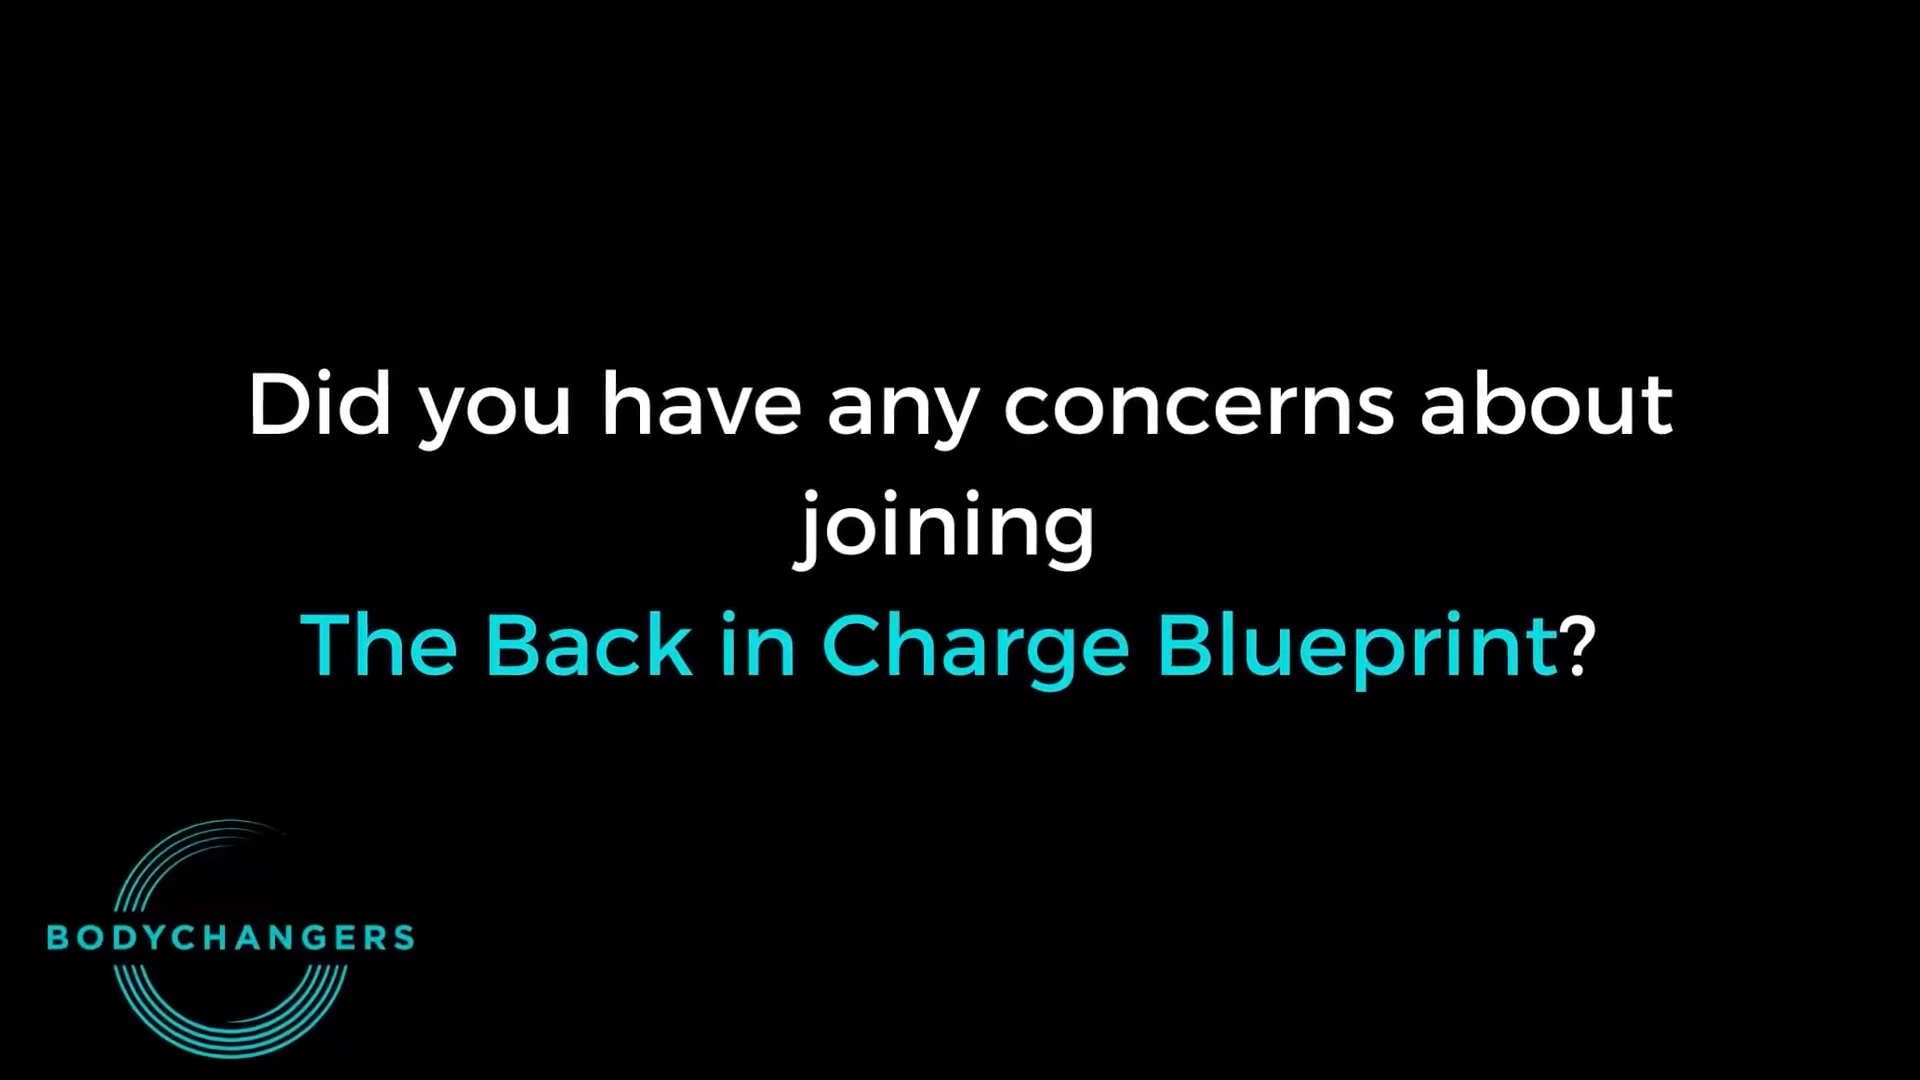 Did you have any concerns about
joining
The Back in Charge Blueprint?
BODYCHANGERS